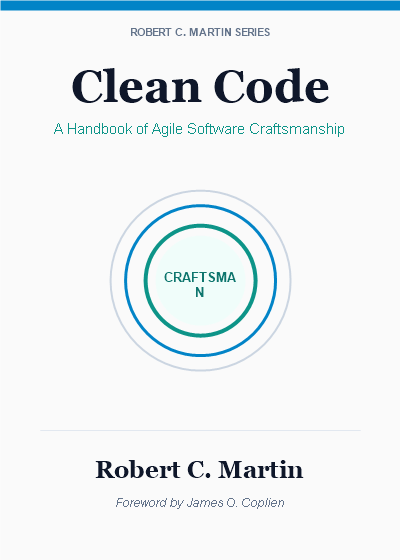 ROBERT C. MARTIN SERIES
Clean Code
A Handbook of Agile Software Craftsmanship
CRAFTSMA
N
Robert C. Martin
Foreword by James O. Coplien